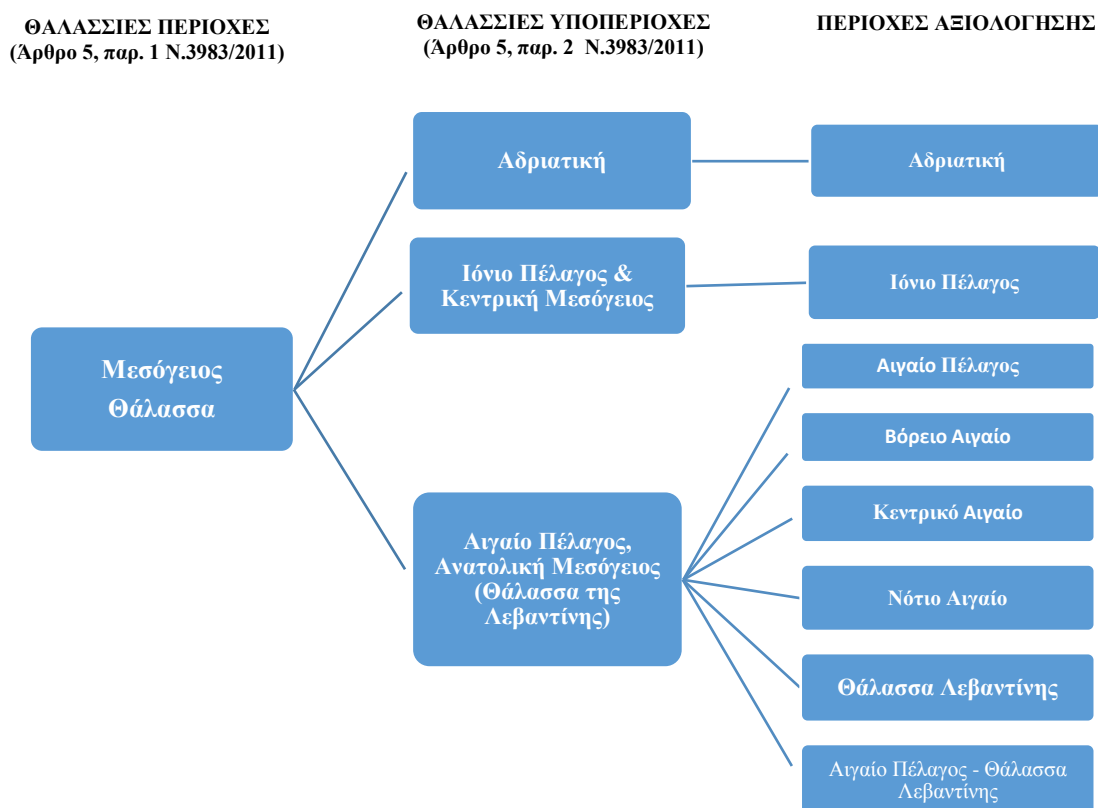 ΘΑΛΑΣΣΙΕΣ ΠΕΡΙΟΧΕΣ
(Άρθρο 5, παρ. 1 Ν.3983/2011)
ΘΑΛΑΣΣΙΕΣ ΥΠΟΠΕΡΙΟΧΕΣ
(Άρθρο 5, παρ. 2 Ν.3983/2011)
ΠΕΡΙΟΧΕΣ ΑΞΙΟΛΟΓΗΣΗΣ
Μεσόγειος
Θάλασσα
Αδριατική
Ιόνιο Πέλαγος &
Κεντρική Μεσόγειος
Αιγαίο Πέλαγος,
Ανατολική Μεσόγειος
(Θάλασσα της
Λεβαντίνης)
Αδριατική
Ιόνιο Πέλαγος
Αιγαίο Πέλαγος
Βόρειο Αιγαίο
Κεντρικό Αιγαίο
Νότιο Αιγαίο
Θάλασσα Λεβαντίνης
Αιγαίο Πέλαγος - Θάλασσα
Λεβαντίνης